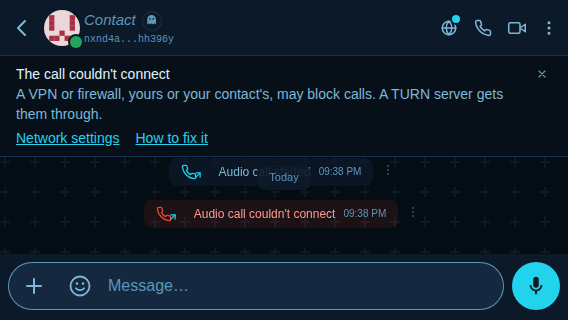 Contact
nxnd4a...hh396y
The call couldn't connect
A VPN or firewall, yours or your contact's, may block calls. A TURN server gets
them through.
Network settings How to fix it
Audio 09:38 PM
Today
Audio call couldn't connect 09:38 PM
Message…